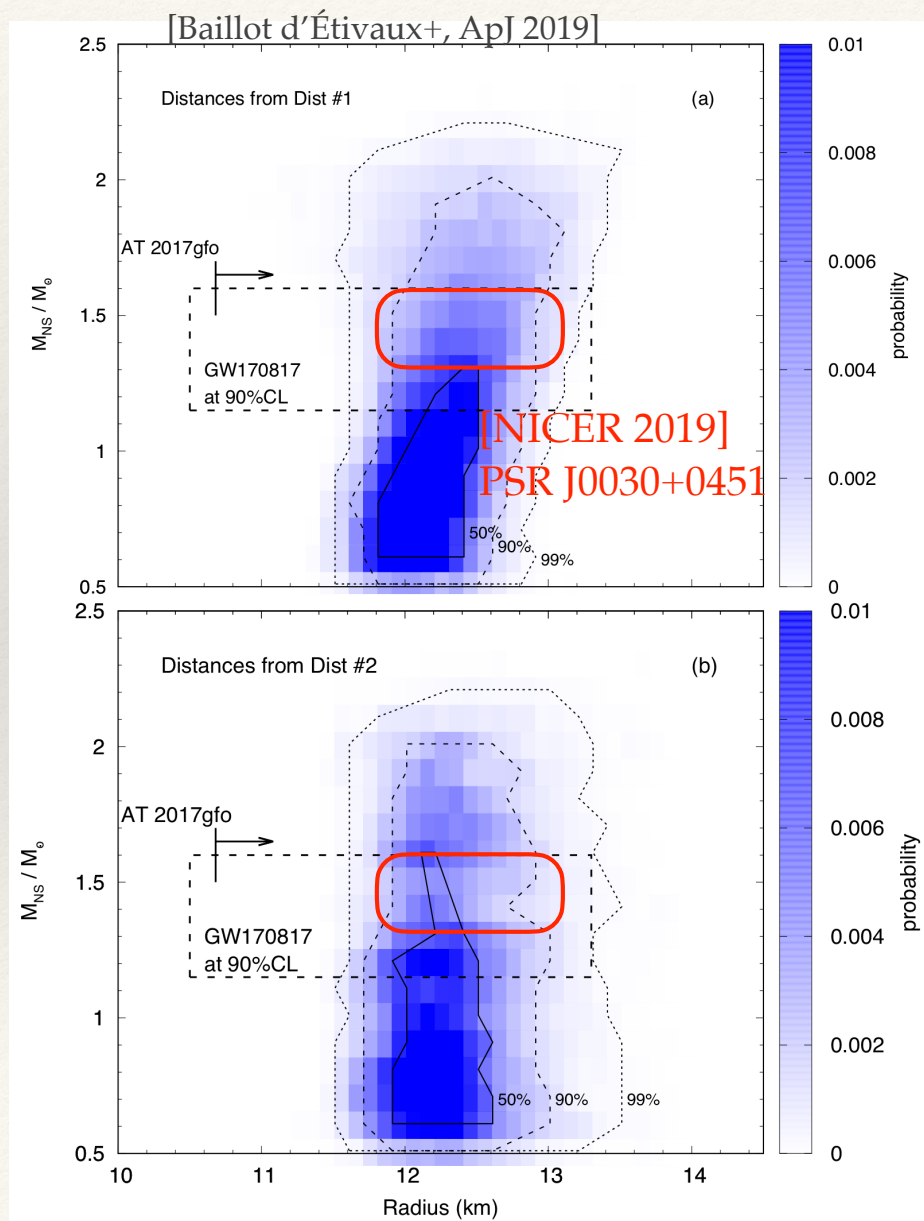 [Baillot d'Étivaux+, ApJ 2019]
2.5
Distances from Dist #1
(a)
0.01
2
0.008
AT 2017gfo
M_NS / M_⊙
1.5
0.006
GW170817
at 90%CL
probability
[NICER 2019]
0.004
1
PSR J0030+0451
0.002
50%
90%
99%
0.5
0
2.5
Distances from Dist #2
(b)
0.01
2
0.008
AT 2017gfo
M_NS / M_⊙
1.5
0.006
GW170817
at 90%CL
probability
0.004
1
0.002
50%
90%
99%
0.5
0
10
11
12
13
14
Radius (km)